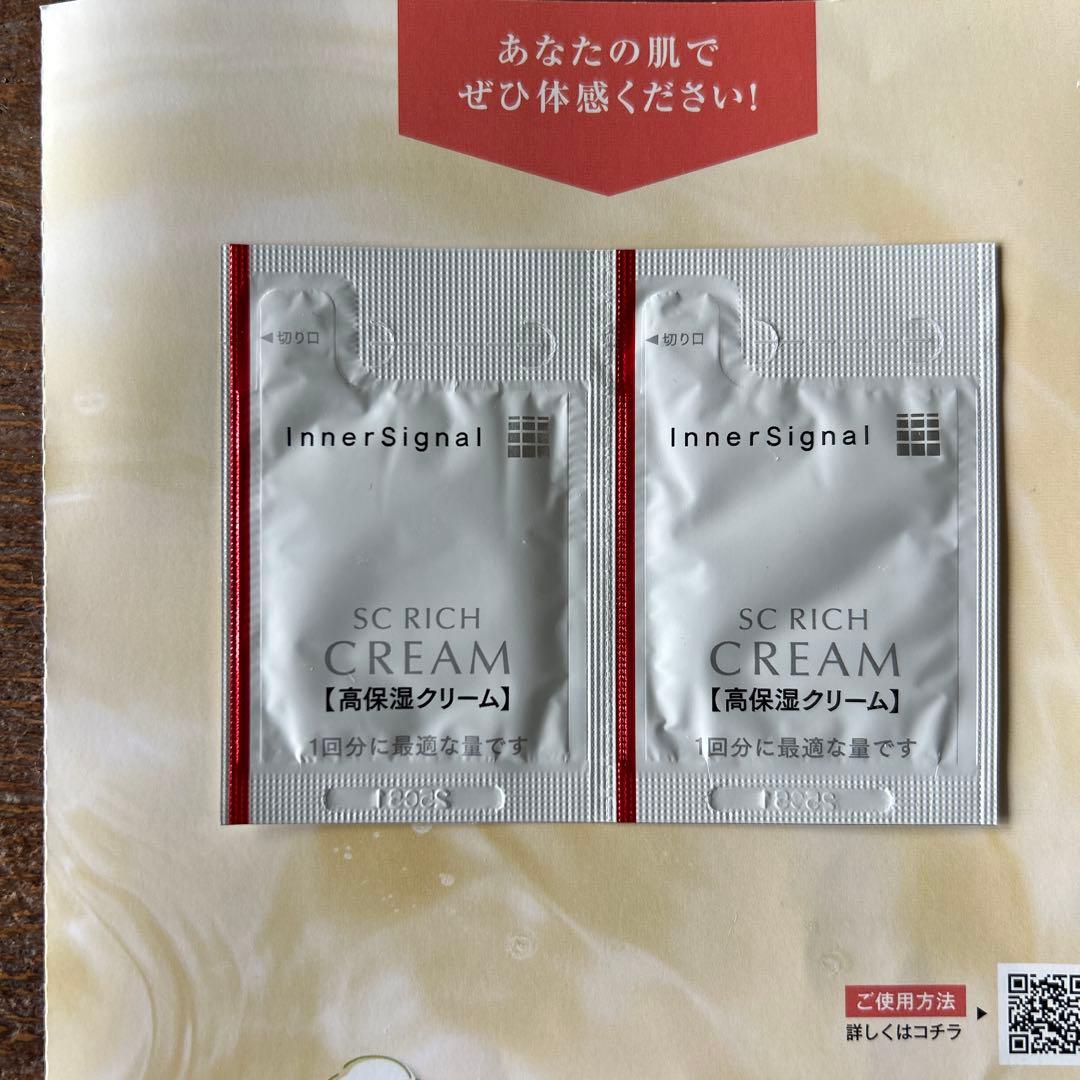 あなたの肌で
ぜひ体感ください!
◀切り口
InnerSignal
SC RICH
CREAM
【高保湿クリーム】
1回分に最適な量です
◀切り口
InnerSignal
SC RICH
CREAM
【高保湿クリーム】
1回分に最適な量です
ご使用方法
詳しくはコチラ